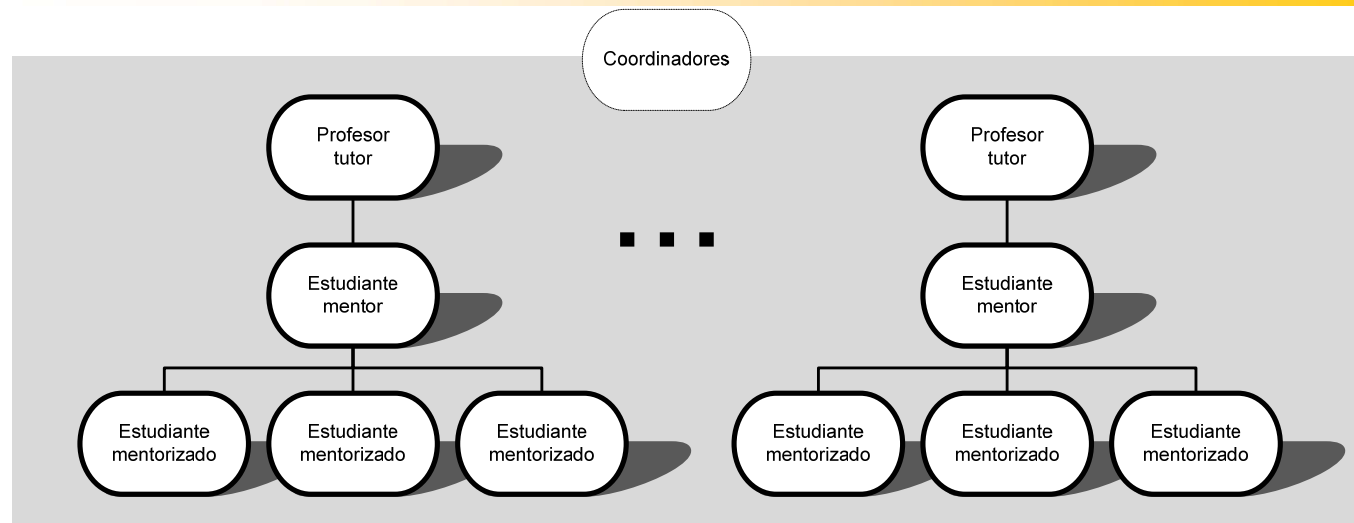 Coordinadores
Profesor
tutor
Profesor
tutor
Estudiante
mentor
Estudiante
mentor
Estudiante
mentorizado
Estudiante
mentorizado
Estudiante
mentorizado
Estudiante
mentorizado
Estudiante
mentorizado
Estudiante
mentorizado